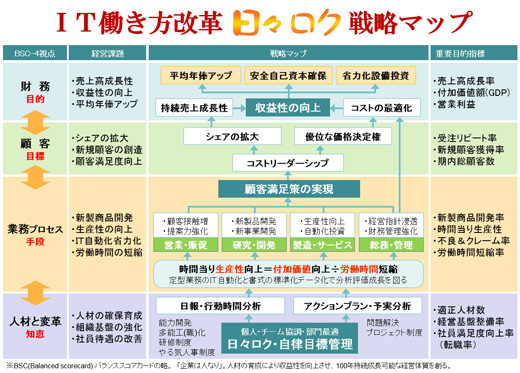 IT働き方改革 日々ロク 戦略マップ
BSC-4視点
経営課題
戦略マップ
重要目的指標
財務
目的
・売上高成長性
・収益性の向上
・平均年俸アップ
平均年俸アップ
安全自己資本確保
省力化設備投資
持続売上成長性
収益性の向上
コストの最適化
・売上高成長率
・付加価値額(GDP)
・営業利益
顧客
目標
・シェアの拡大
・新規顧客の創造
・顧客満足度向上
シェアの拡大
優位な価格決定権
コストリーダーシップ
・受注リピート率
・新規顧客獲得率
・期内総顧客数
業務プロセス
手段
・新製品開発
・生産性の向上
・IT自動化省力化
・労働時間の短縮
顧客満足策の実現
・顧客接触増
・提案力強化
営業・販促
・新製品開発
・新事業開発
研究・開発
・生産性向上
・自動化投資
製造・サービス
・経営指針浸透
・財務管理強化
総務・管理
時間当り生産性向上=付加価値向上÷労働時間短縮
定型業務のIT自動化と書式の標準化データ化で分析評価成長を図る
・新製商品開発率
・時間当り生産性
・不良&クレーム率
・労働時間短縮率
人材と変革
知恵
・人材の確保育成
・組織基盤の強化
・社員待遇の改善
日報・行動時間分析
アクションプラン・予実分析
能力開発
多能工(職)化
研修制度
やる気人事制度
個人・チーム協調・部門最適
日々ロク・自律目標管理
問題解決
プロジェクト制度
・適正人材数
・経営基盤整備率
・社員満足度向上率
(転職率)
※BSC(Balanced scorecard) バランススコアカードの略。「企業は人なり」。人材の育成により収益性を向上させ、100年持続成長可能な経営体質を創る。